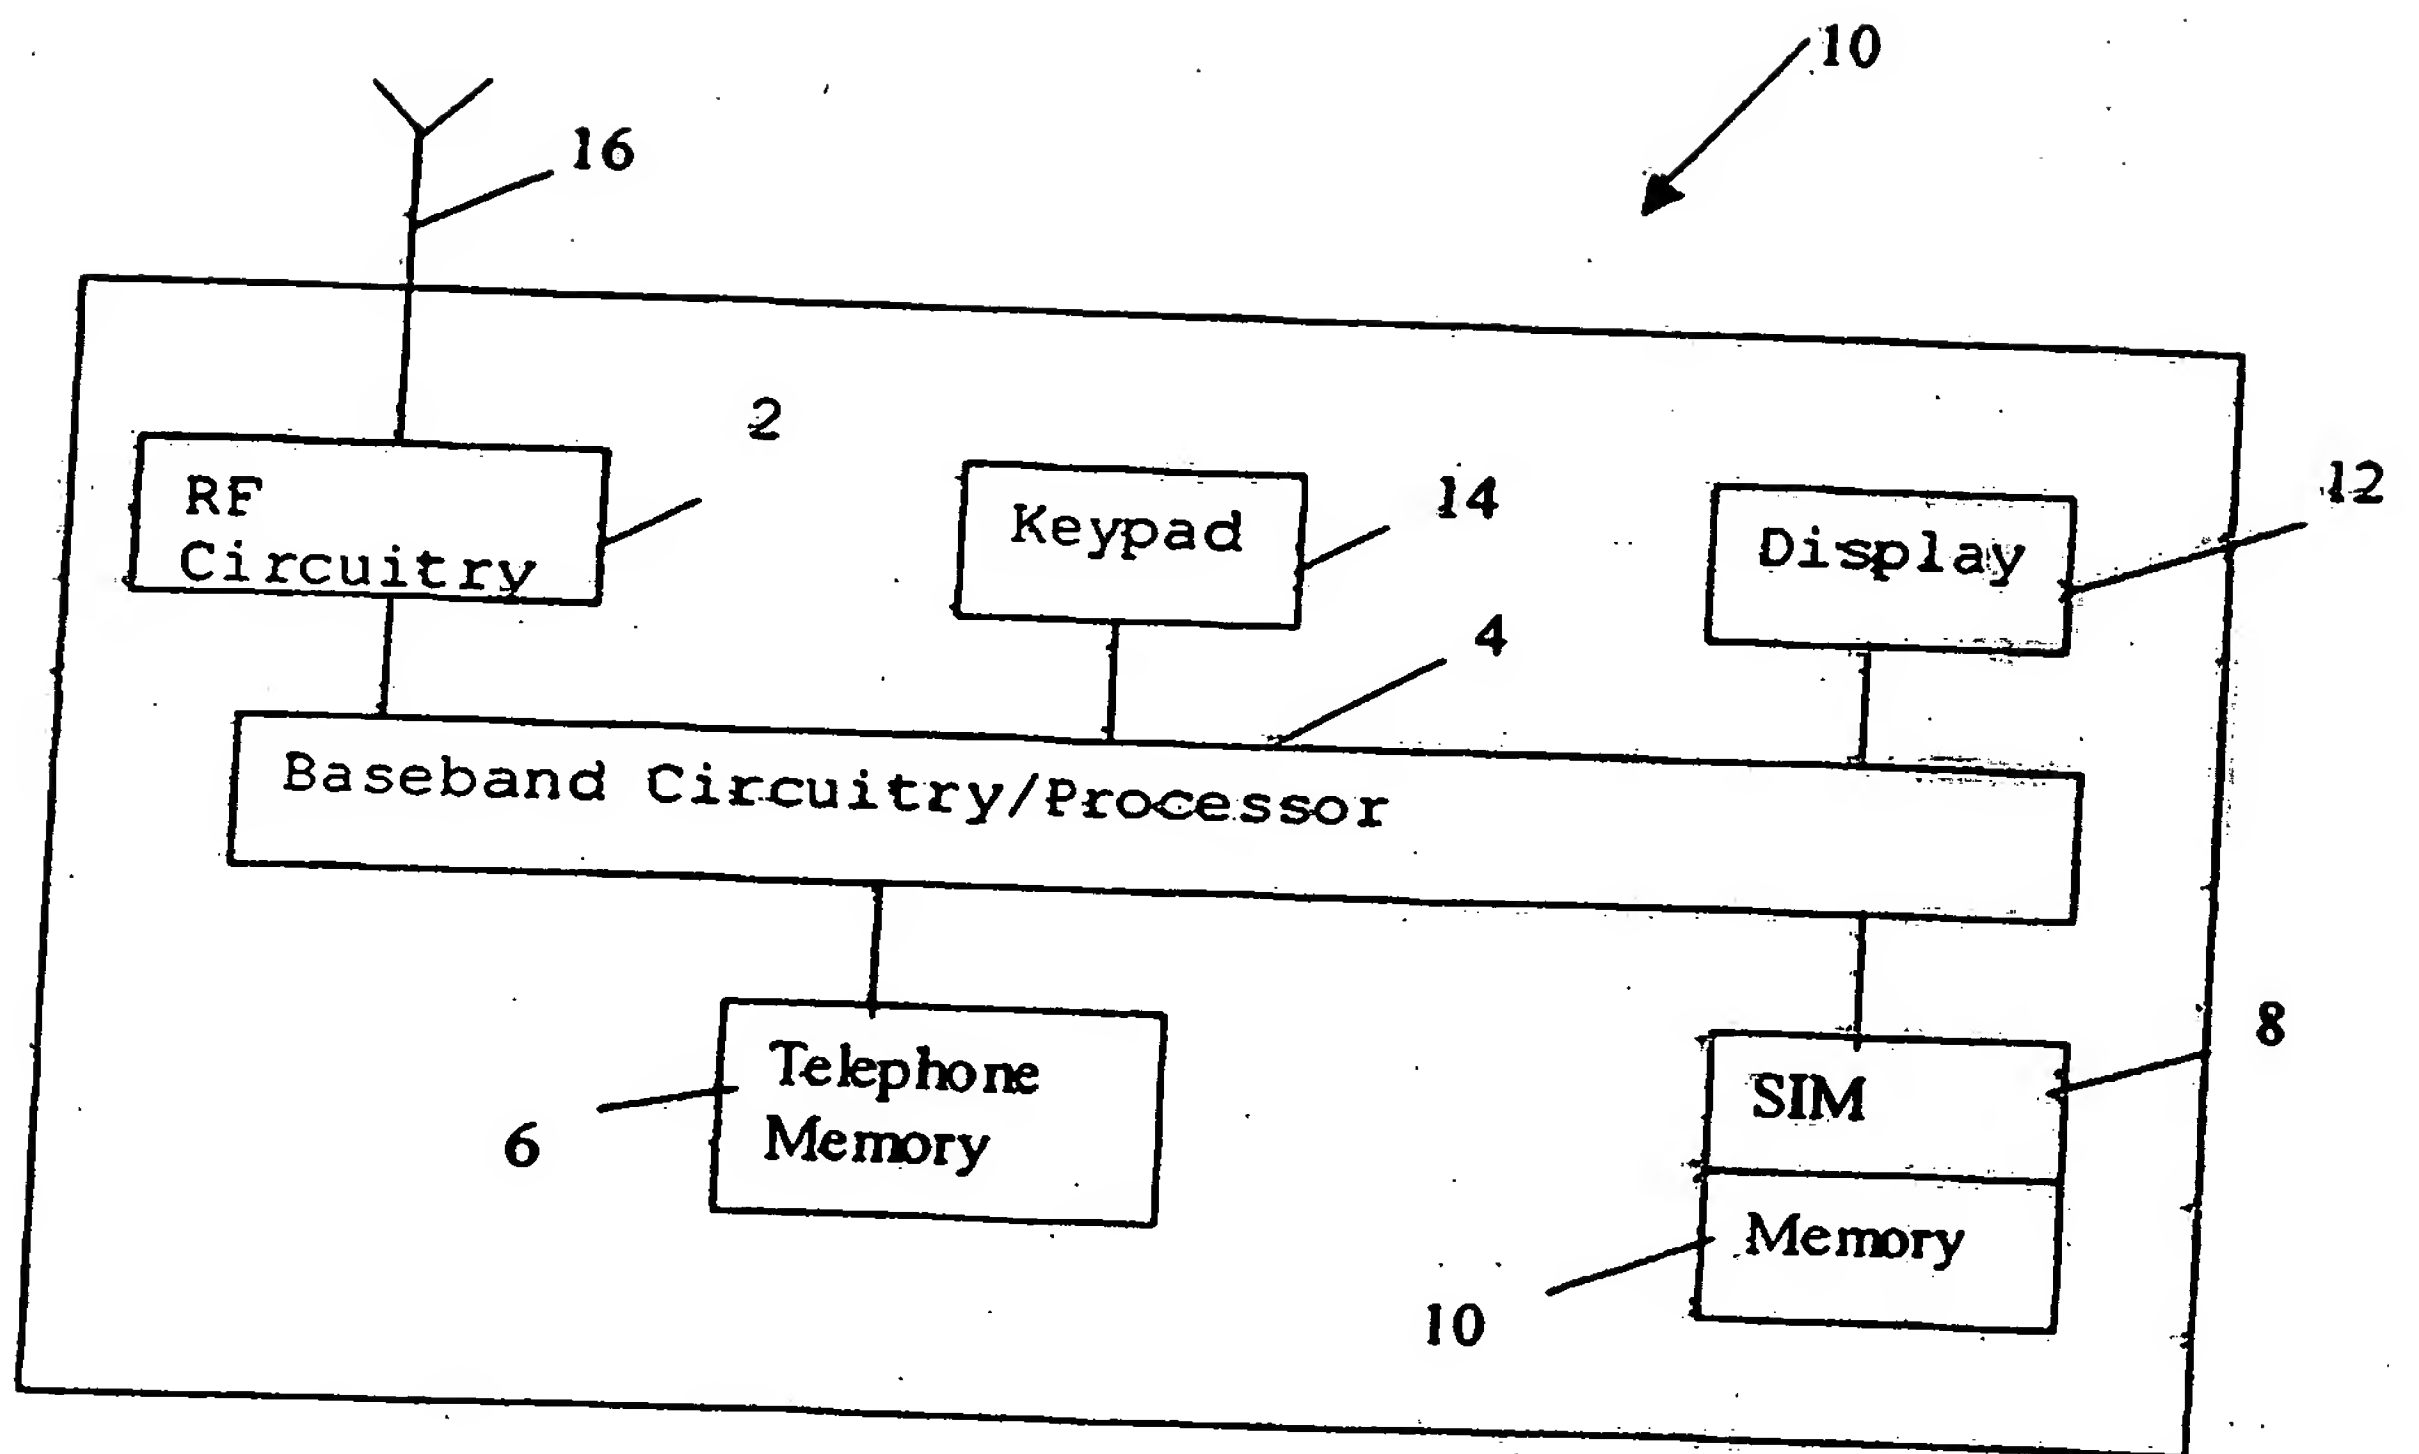 10
16
2
RF
Circuitry
Keypad
14
Display
12
4
Baseband Circuitry/Processor
Telephone
Memory
6
SIM
8
Memory
10